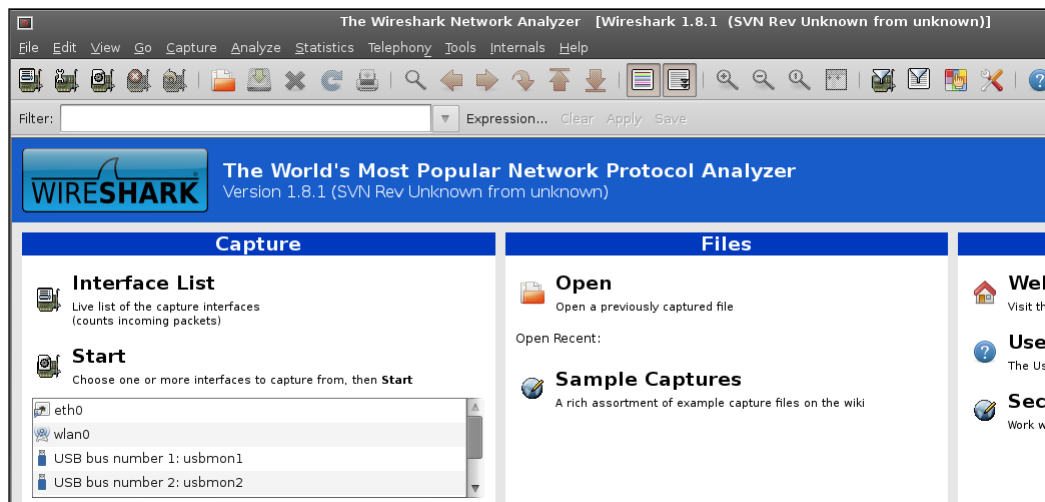 The Wireshark Network Analyzer [Wireshark 1.8.1 (SVN Rev Unknown from unknown)]
File Edit View Go Capture Analyze Statistics Telephony Tools Internals Help
Filter: Expression... Clear Apply Save
WIRESHARK
The World's Most Popular Network Protocol Analyzer
Version 1.8.1 (SVN Rev Unknown from unknown)
Capture
Interface List
Live list of the capture interfaces
(counts incoming packets)
Start
Choose one or more interfaces to capture from, then Start
eth0
wlan0
USB bus number 1: usbmon1
USB bus number 2: usbmon2
Files
Open
Open a previously captured file
Open Recent:
Sample Captures
A rich assortment of example capture files on the wiki
Visit
The
Work